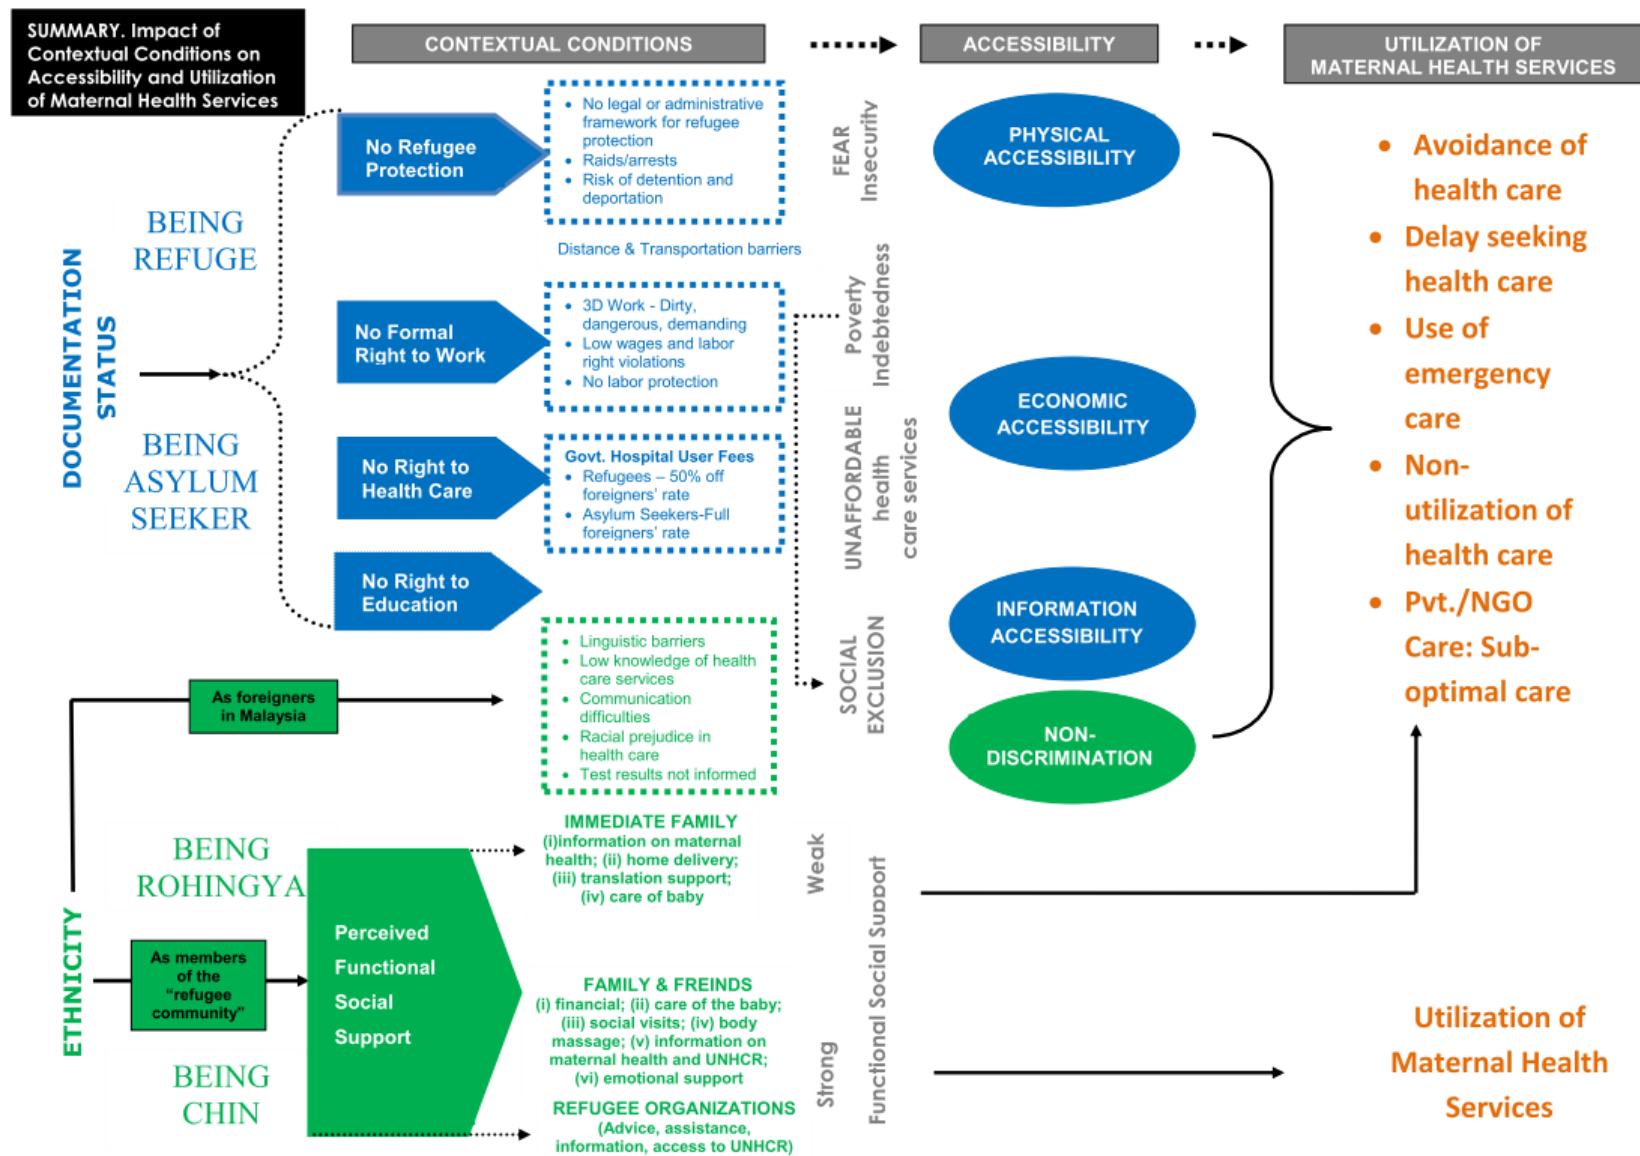 SUMMARY. Impact of
Contextual Conditions on
Accessibility and Utilization
of Maternal Health Services
CONTEXTUAL CONDITIONS
ACCESSIBILITY
UTILIZATION OF
MATERNAL HEALTH SERVICES
DOCUMENTATION
STATUS
BEING
REFUGE
BEING
ASYLUM
SEEKER
No Refugee
Protection
• No legal or administrative
framework for refugee
protection
• Raids/arrests
• Risk of detention and
deportation
Distance & Transportation barriers
No Formal
Right to Work
• 3D Work - Dirty,
dangerous, demanding
• Low wages and labor
right violations
• No labor protection
No Right to
Health Care
Govt. Hospital User Fees
• Refugees – 50% off
foreigners' rate
• Asylum Seekers-Full
foreigners' rate
No Right to
Education
• Linguistic barriers
• Low knowledge of health
care services
• Communication
difficulties
• Racial prejudice in
health care
• Test results not informed
FEAR
Insecurity
Poverty
Indebtedness
UNAFFORDABLE
health
care services
SOCIAL
EXCLUSION
PHYSICAL
ACCESSIBILITY
ECONOMIC
ACCESSIBILITY
INFORMATION
ACCESSIBILITY
NON-
DISCRIMINATION
• Avoidance of
health care
• Delay seeking
health care
• Use of
emergency
care
• Non-
utilization of
health care
• Pvt./NGO
Care: Sub-
optimal care
ETHNICITY
As foreigners
in Malaysia
BEING
ROHINGYA
As members
of the
"refugee
community"
BEING
CHIN
Perceived
Functional
Social
Support
IMMEDIATE FAMILY
(i)information on maternal
health; (ii) home delivery;
(iii) translation support;
(iv) care of baby
FAMILY & FREINDS
(i) financial; (ii) care of the baby;
(iii) social visits; (iv) body
massage; (v) information on
maternal health and UNHCR;
(vi) emotional support
REFUGEE ORGANIZATIONS
(Advice, assistance,
information, access to UNHCR)
Weak
Strong
Functional Social Support
Utilization of
Maternal Health
Services